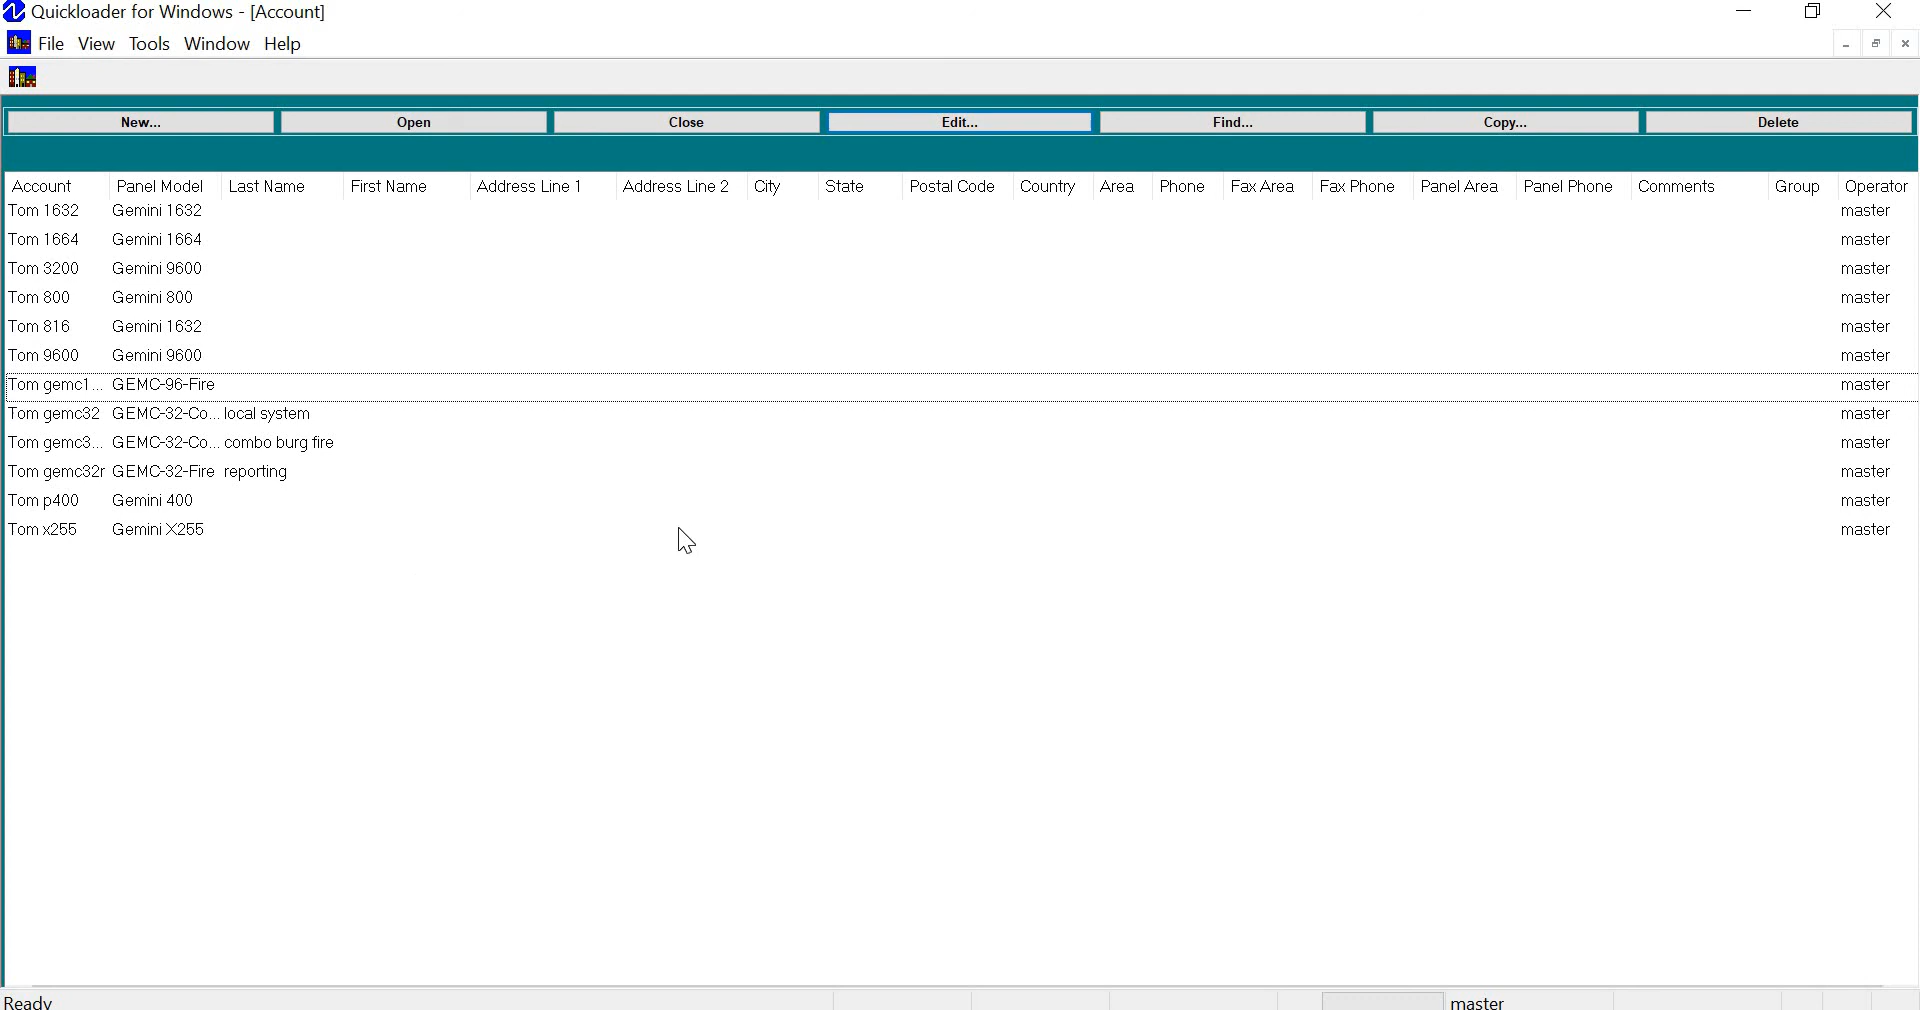 Quickloader for Windows - [Account]
File View Tools Window Help
New... Open Close Edit... Find... Copy... Delete
Account Panel Model Last Name First Name Address Line 1 Address Line 2 City State Postal Code Country Area Phone Fax Area Fax Phone Panel Area Panel Phone Comments Group Operator
Tom 1632 Gemini 1632 master
Tom 1664 Gemini 1664 master
Tom 3200 Gemini 9600 master
Tom 800 Gemini 800 master
Tom 816 Gemini 1632 master
Tom 9600 Gemini 9600 master
Tom gemc1... GEMC-96-Fire master
Tom gemc32 GEMC-32-Co... local system master
Tom gemc3... GEMC-32-Co... combo burg fire master
Tom gemc32r GEMC-32-Fire reporting master
Tom p400 Gemini 400 master
Tom x255 Gemini X255 master
Ready master